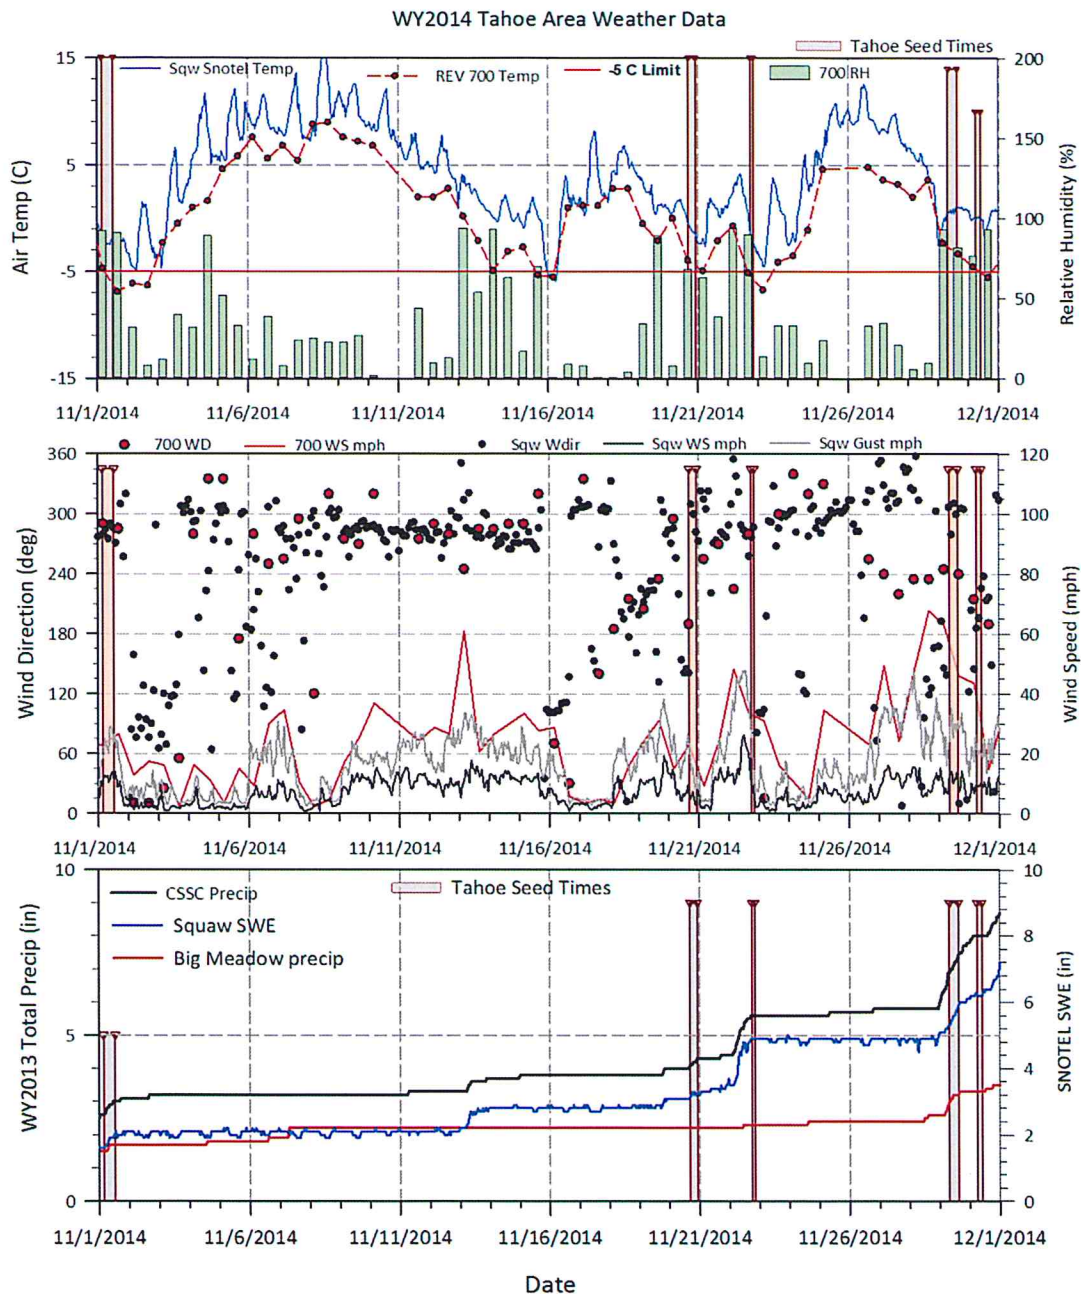 WY2014 Tahoe Area Weather Data
Tahoe Seed Times
Sqw Snotel Temp
REV 700 Temp
-5 C Limit
700 RH
15
5
-5
-15
Air Temp (C)
200
150
100
50
0
Relative Humidity (%)
11/1/2014
11/6/2014
11/11/2014
11/16/2014
11/21/2014
11/26/2014
12/1/2014
700 WD
700 WS mph
Sqw Wdir
Sqw WS mph
Sqw Gust mph
360
300
240
180
120
60
0
Wind Direction (deg)
120
100
80
60
40
20
0
Wind Speed (mph)
11/1/2014
11/6/2014
11/11/2014
11/16/2014
11/21/2014
11/26/2014
12/1/2014
CSSC Precip
Squaw SWE
Big Meadow precip
Tahoe Seed Times
10
5
0
WY2013 Total Precip (in)
10
8
6
4
2
0
SNOTEL SWE (in)
11/1/2014
11/6/2014
11/11/2014
11/16/2014
11/21/2014
11/26/2014
12/1/2014
Date